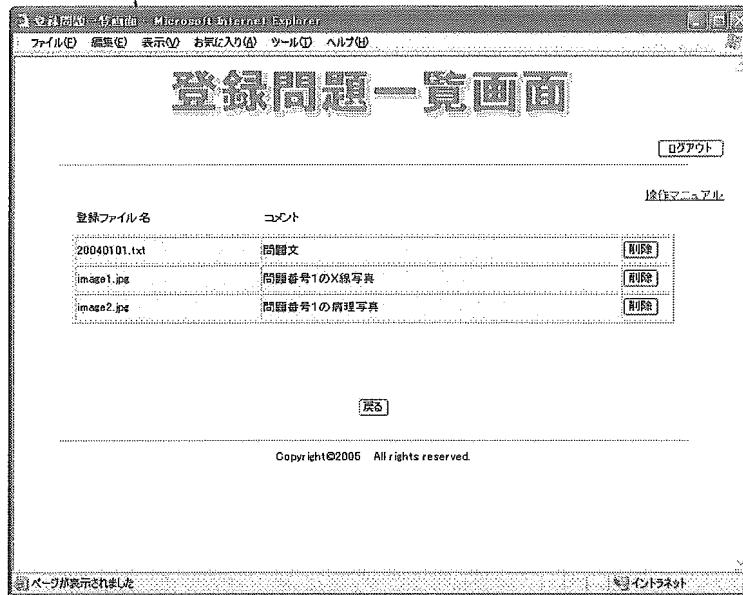 登録問題一覧画面 - Microsoft Internet Explorer
ファイル(F) 編集(E) 表示(V) お気に入り(A) ツール(T) ヘルプ(H)
登録問題一覧画面
ログアウト
操作マニュアル
登録ファイル名 コメント
20040101.txt 問題文 削除
image1.jpg 問題番号1のX線写真 削除
image2.jpg 問題番号1の病理写真 削除
戻る
Copyright©2005 All rights reserved.
ページが表示されました イントラネット